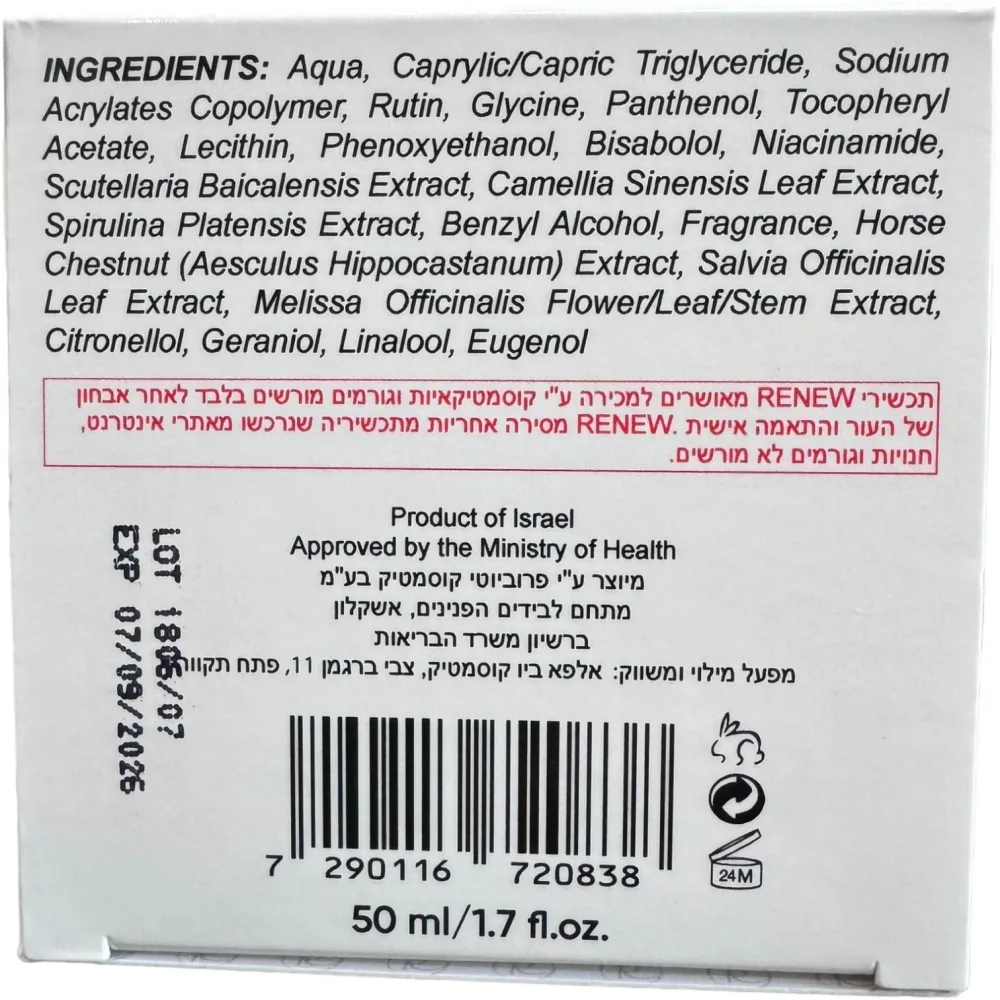 INGREDIENTS: Aqua, Caprylic/Capric Triglyceride, Sodium
Acrylates Copolymer, Rutin, Glycine, Panthenol, Tocopheryl
Acetate, Lecithin, Phenoxyethanol, Bisabolol, Niacinamide,
Scutellaria Baicalensis Extract, Camellia Sinensis Leaf Extract,
Spirulina Platensis Extract, Benzyl Alcohol, Fragrance, Horse
Chestnut (Aesculus Hippocastanum) Extract, Salvia Officinalis
Leaf Extract, Melissa Officinalis Flower/Leaf/Stem Extract,
Citronellol, Geraniol, Linalool, Eugenol
תכשירי RENEW מאושרים למכירה ע"י קוסמטיקאיות וגורמים מורשים בלבד לאחר אבחון
של העור והתאמה אישית. RENEW מסירה אחריות מתכשיריה שנרכשו מאתרי אינטרנט,
חנויות וגורמים לא מורשים.
Product of Israel
Approved by the Ministry of Health
מיוצר ע"י פרוביוטי קוסמטיק בע"מ
מתחם לבידים הפנינים, אשקלון
ברשיון משרד הבריאות
מפעל מילוי ומשווק: אלפא ביו קוסמטיק, צבי ברגמן 11, פתח תקווה
LOT 1806/07
EXP 07/09/2026
7 290116 720838
24M
50 ml/1.7 fl.oz.